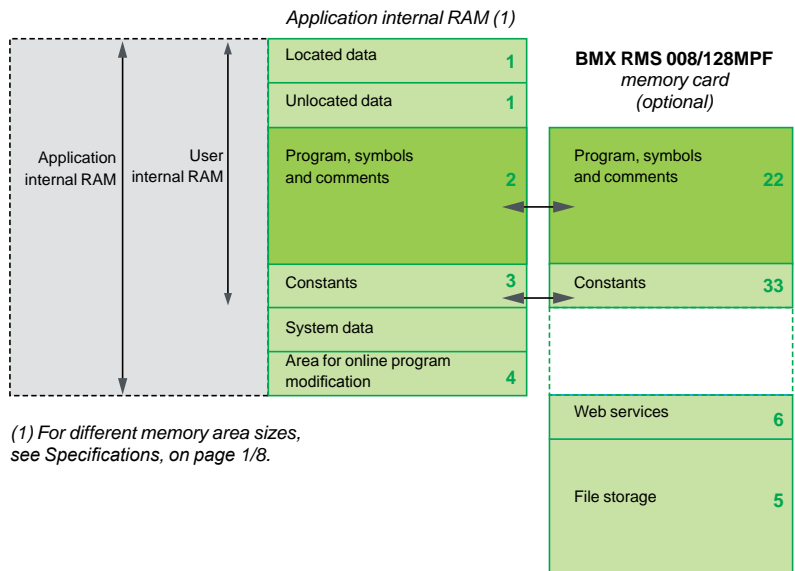 Application internal RAM (1)
Located data 1
Unlocated data 1
Application
internal RAM
User
internal RAM
Program, symbols
and comments 2
Constants 3
System data
Area for online program
modification 4
BMX RMS 008/128MPF
memory card
(optional)
Program, symbols
and comments 22
Constants 33
Web services 6
File storage 5
(1) For different memory area sizes,
see Specifications, on page 1/8.